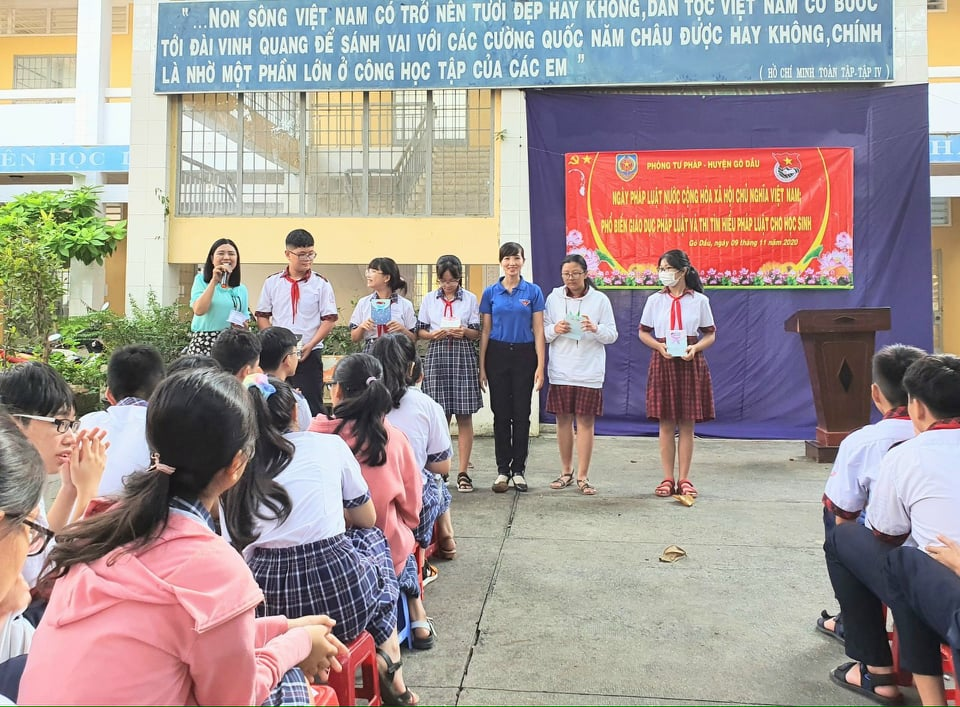 "...NON SÔNG VIỆT NAM CÓ TRỞ NÊN TƯƠI ĐẸP HAY KHÔNG, DÂN TỘC VIỆT NAM CÓ BƯỚC
TỚI ĐÀI VINH QUANG ĐỂ SÁNH VAI VỚI CÁC CƯỜNG QUỐC NĂM CHÂU ĐƯỢC HAY KHÔNG, CHÍNH
LÀ NHỜ MỘT PHẦN LỚN Ở CÔNG HỌC TẬP CỦA CÁC EM"
( HỒ CHÍ MINH TOÀN TẬP-TẬP IV )
ÊN HỌC
PHÒNG TƯ PHÁP - HUYỆN GÒ DẦU
NGÀY PHÁP LUẬT NƯỚC CỘNG HÒA XÃ HỘI CHỦ NGHĨA VIỆT NAM;
PHỔ BIẾN GIÁO DỤC PHÁP LUẬT VÀ THI TÌM HIỂU PHÁP LUẬT CHO HỌC SINH
Gò Dầu, ngày 09 tháng 11 năm 2020